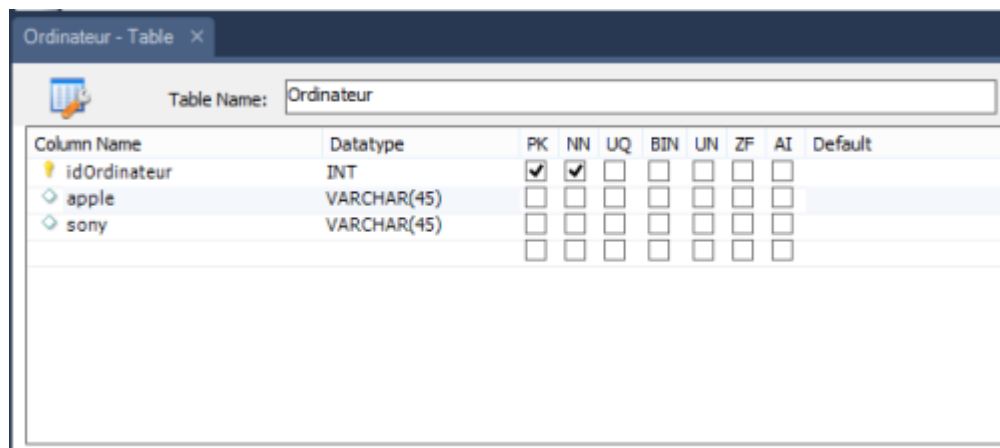 Ordinateur - Table ×
Table Name: Ordinateur
Column Name Datatype PK NN UQ BIN UN ZF AI Default
idOrdinateur INT
apple VARCHAR(45)
sony VARCHAR(45)